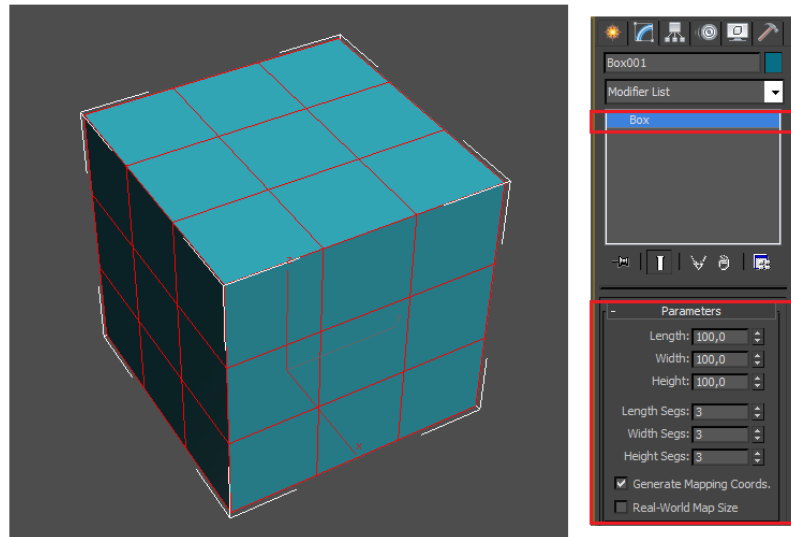 Box001
Modifier List
Box
- Parameters
Length: 100,0
Width: 100,0
Height: 100,0
Length Segs: 3
Width Segs: 3
Height Segs: 3
Generate Mapping Coords.
Real-World Map Size